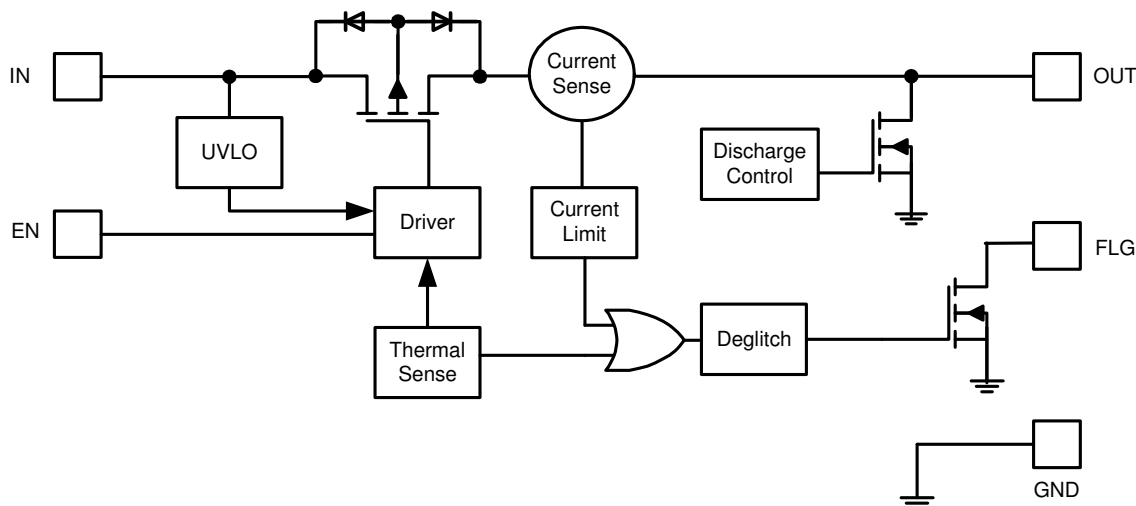 IN
Current
Sense
OUT
UVLO
Discharge
Control
EN
Driver
Current
Limit
FLG
Thermal
Sense
Deglitch
GND